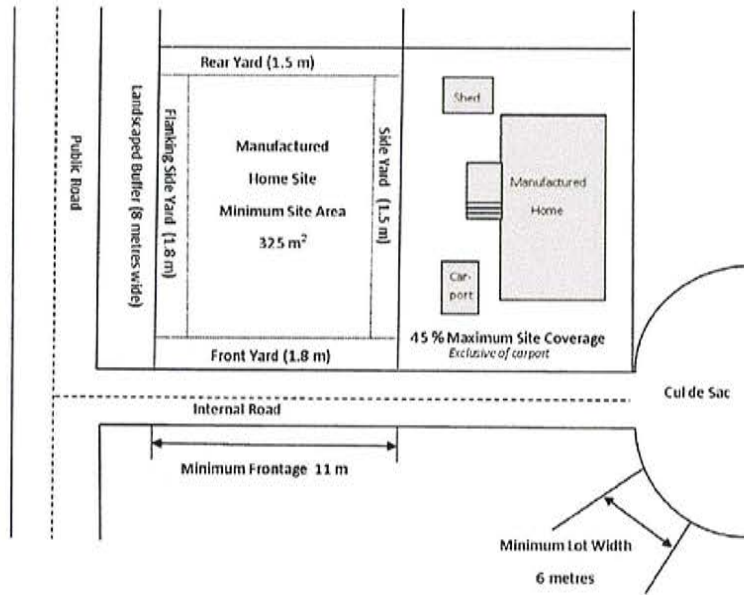 Rear Yard (1.5 m)
Public Road
Landscaped Buffer (8 metres wide)
Flanking Side Yard (1.8 m)
Manufactured
Home Site
Minimum Site Area
325 m²
Side Yard (1.5 m)
Shed
Manufactured
Home
Car-
port
45 % Maximum Site Coverage
Exclusive of carport
Front Yard (1.8 m)
Internal Road
Cul de Sac
Minimum Frontage 11 m
Minimum Lot Width
6 metres